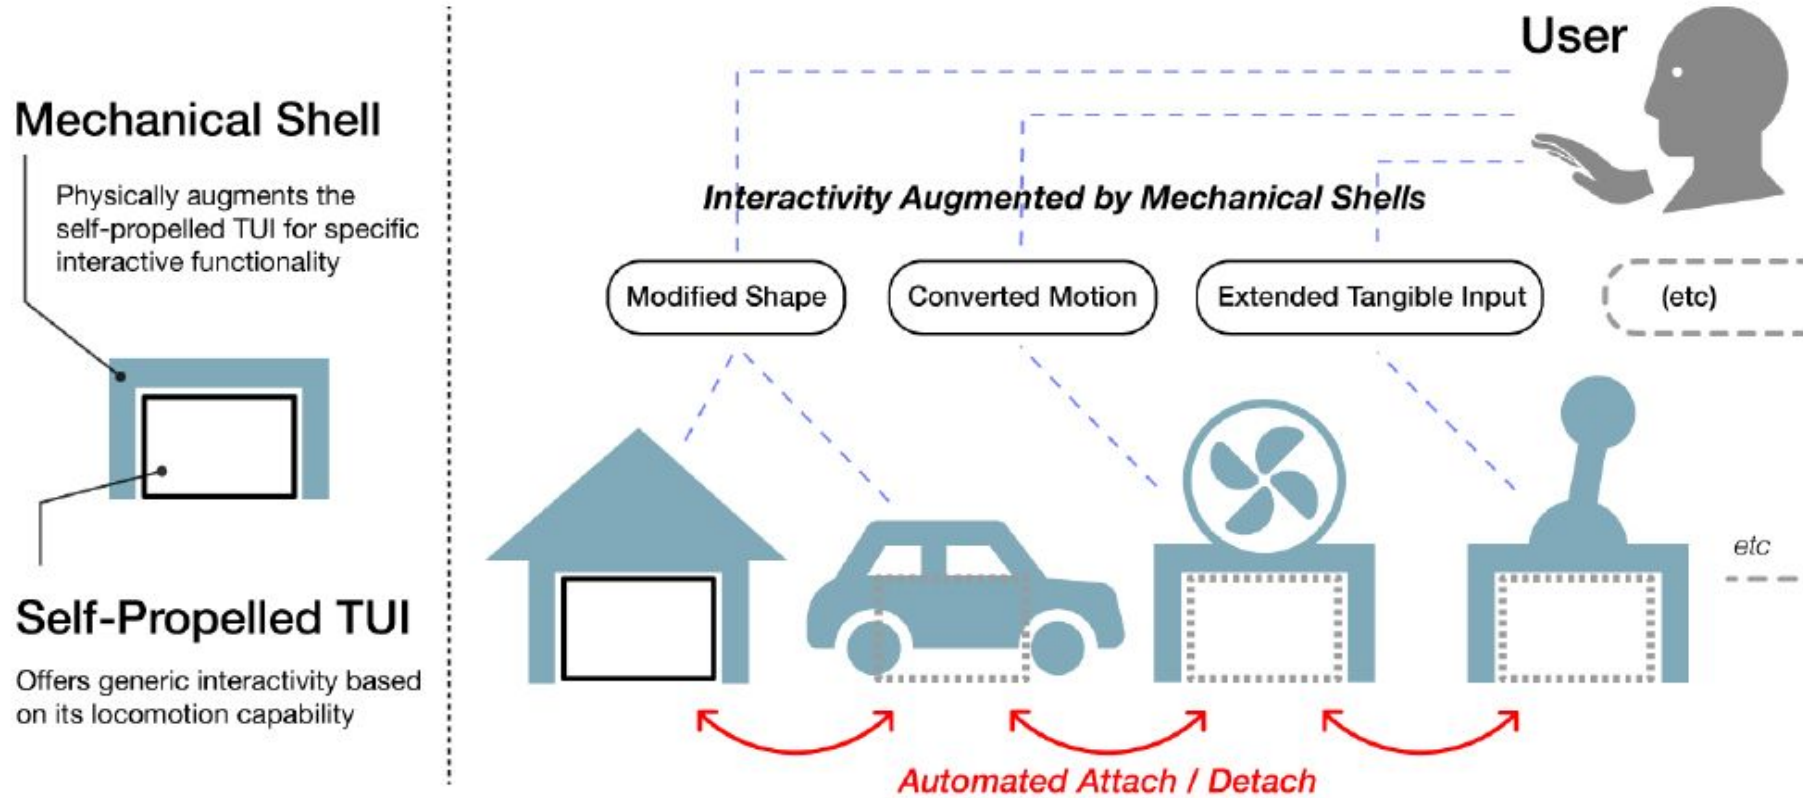 Mechanical Shell
Physically augments the
self-propelled TUI for specific
interactive functionality
Self-Propelled TUI
Offers generic interactivity based
on its locomotion capability
User
Interactivity Augmented by Mechanical Shells
Modified Shape
Converted Motion
Extended Tangible Input
(etc)
etc
Automated Attach / Detach